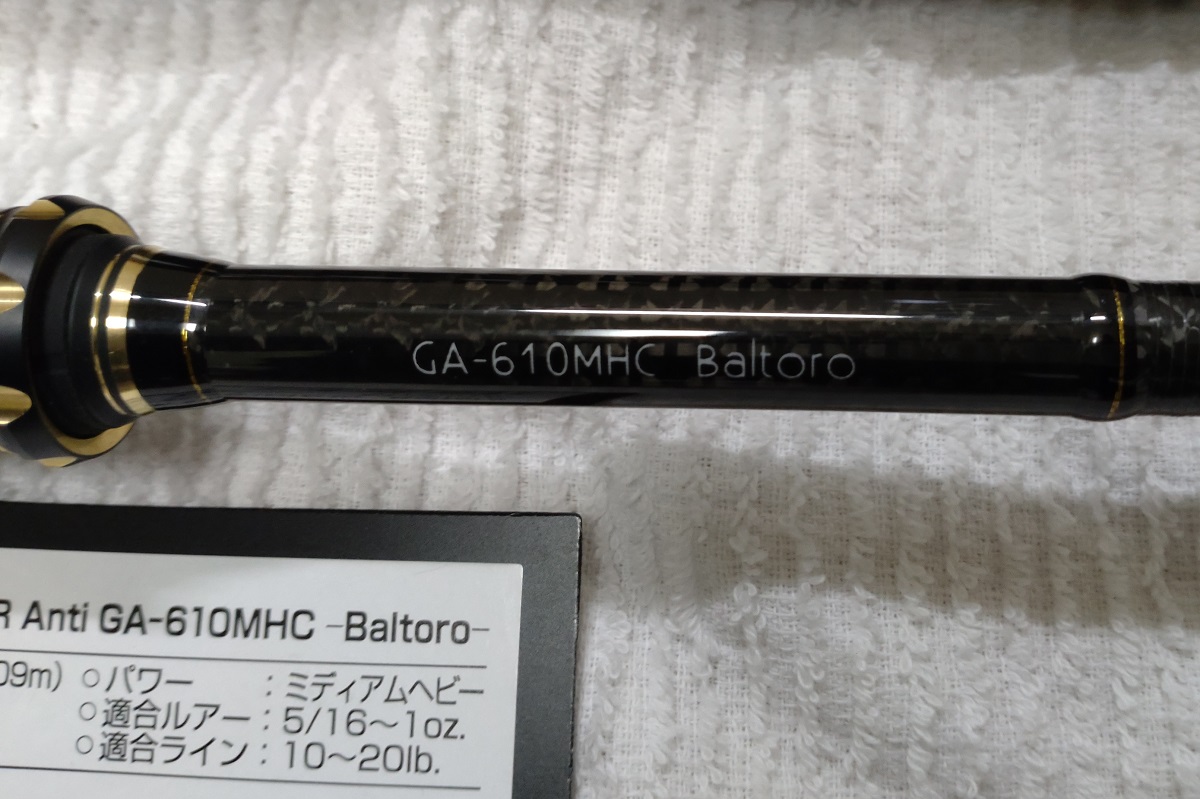 GA-610MHC Baltoro
R Anti GA-610MHC -Baltoro-
09m) ○パワー : ミディアムヘビー
○適合ルアー : 5/16～1oz.
○適合ライン : 10～20lb.